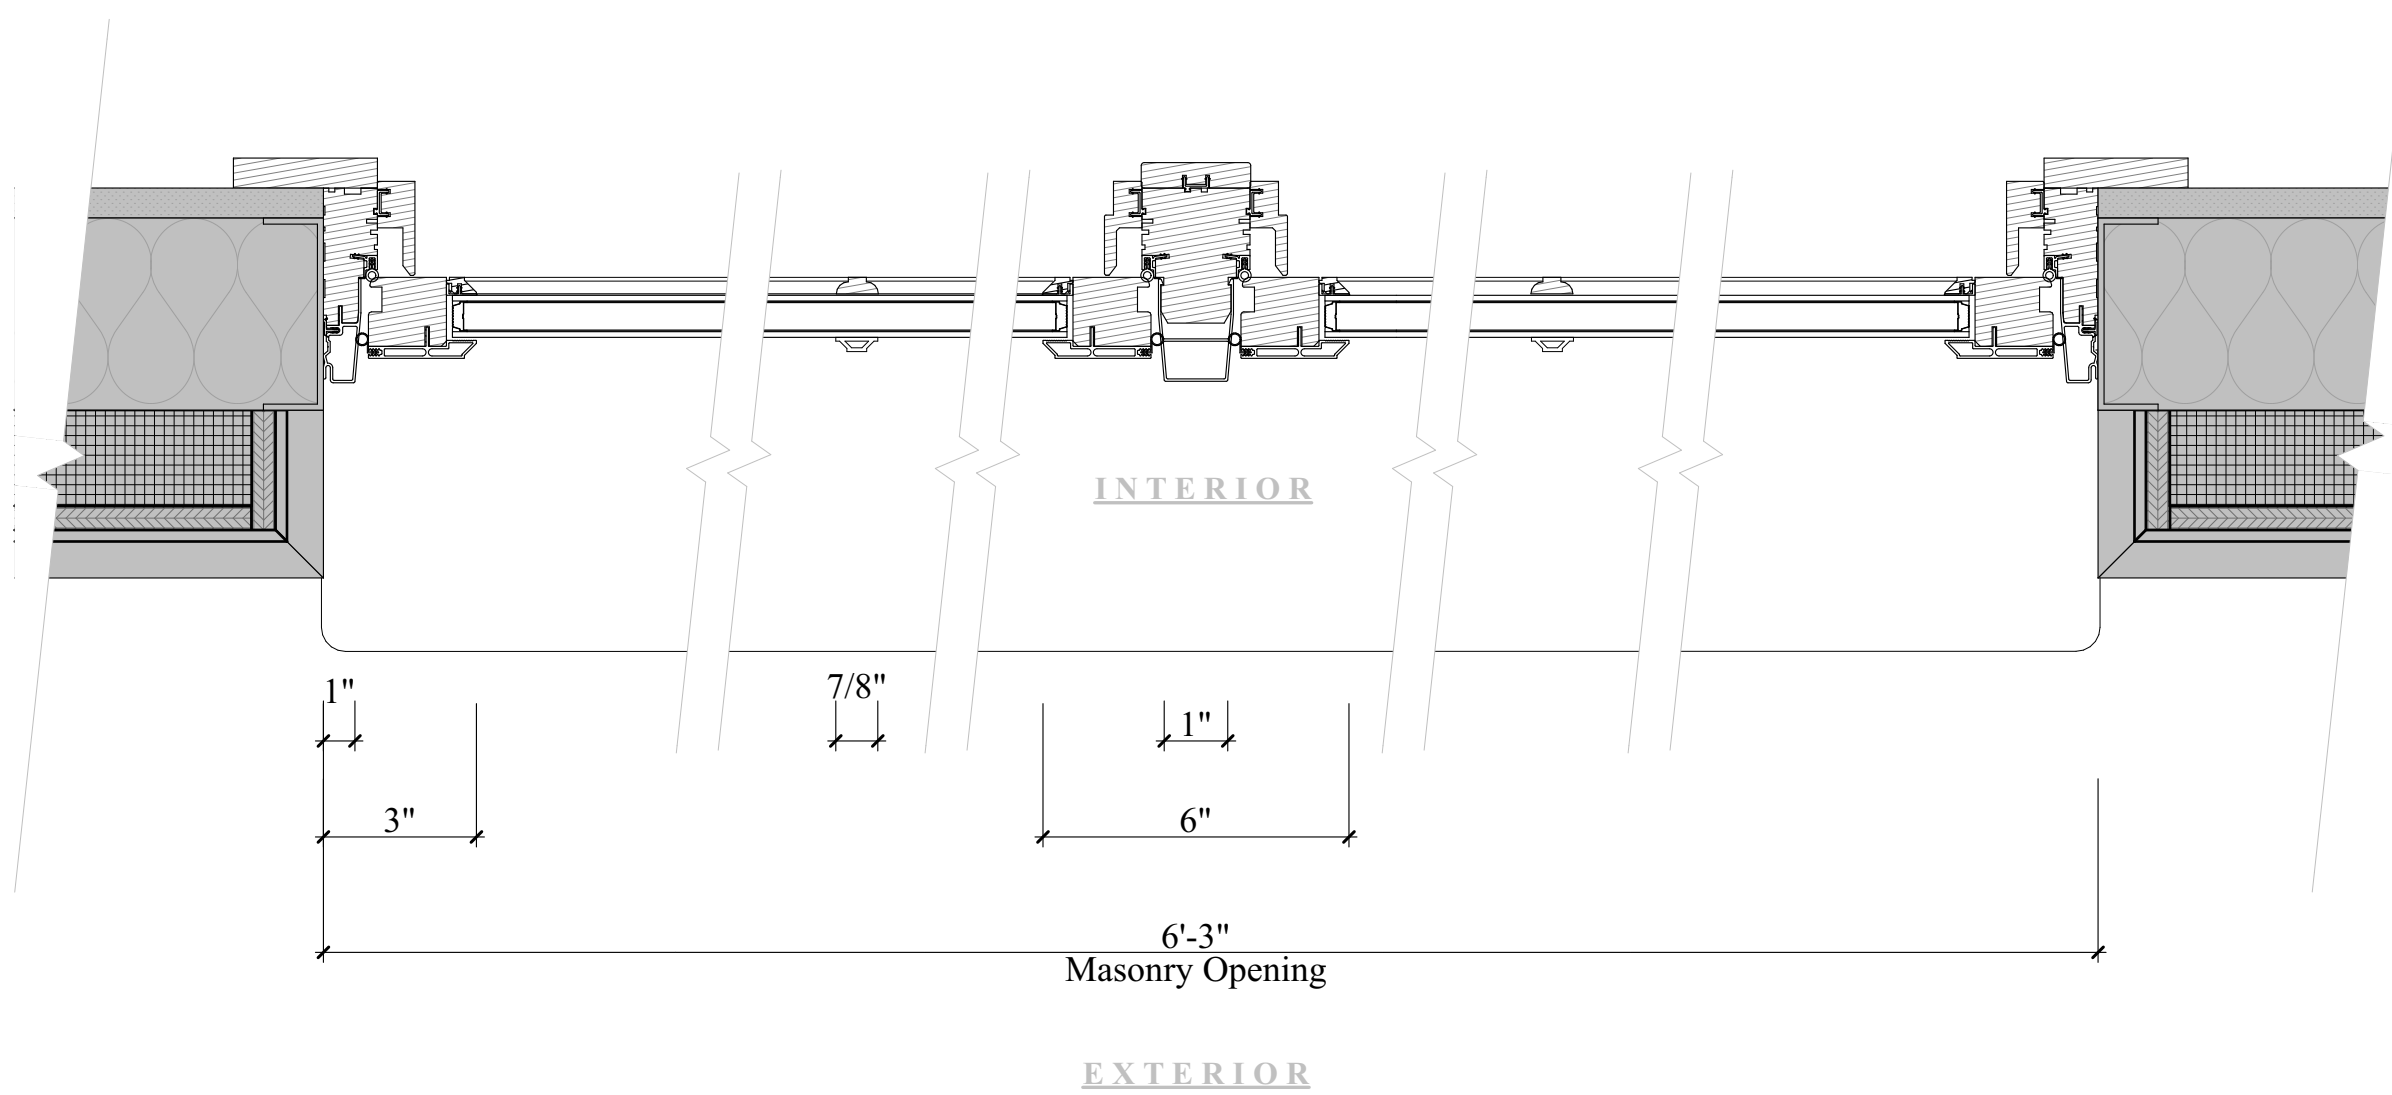 INTERIOR
1"
7/8"
1"
3"
6"
6'-3"
Masonry Opening
EXTERIOR